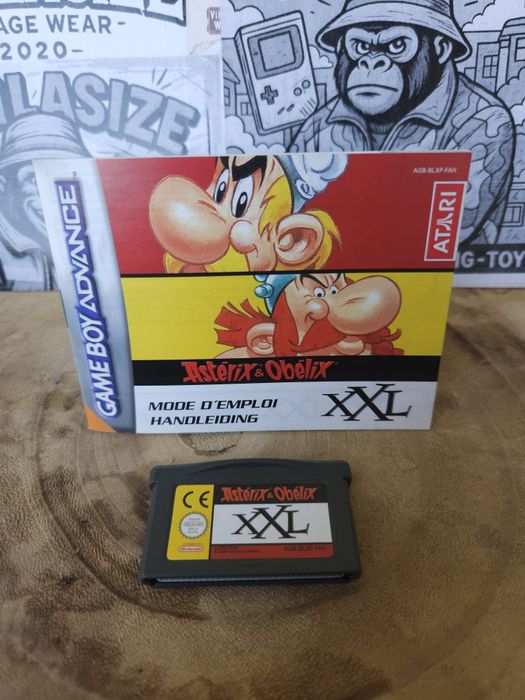 AGE WEAR-
-2020-
LASIZE
NG-TOY
GAME BOY ADVANCE
AGB-BLXP-FAH
ATARI
Astérix & Obélix
XXL
MODE D'EMPLOI
HANDLEIDING
CE
Astérix & Obélix
XXL
Nintendo
AGB-BLXP-FAH